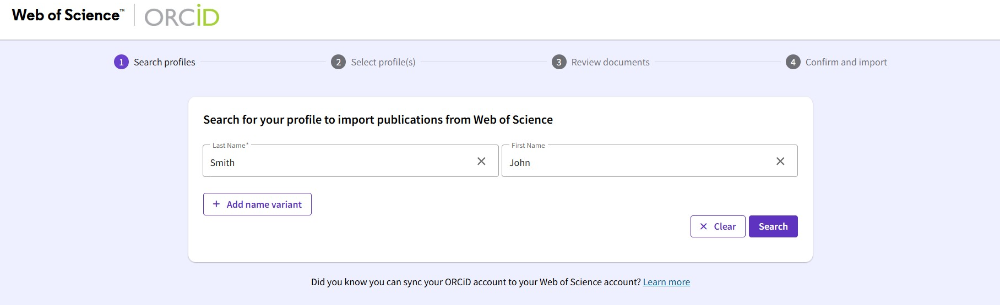 Web of Science™ ORCiD
1 Search profiles 2 Select profile(s) 3 Review documents 4 Confirm and import
Search for your profile to import publications from Web of Science
Last Name* First Name
Smith John
+ Add name variant
Clear Search
Did you know you can sync your ORCiD account to your Web of Science account? Learn more